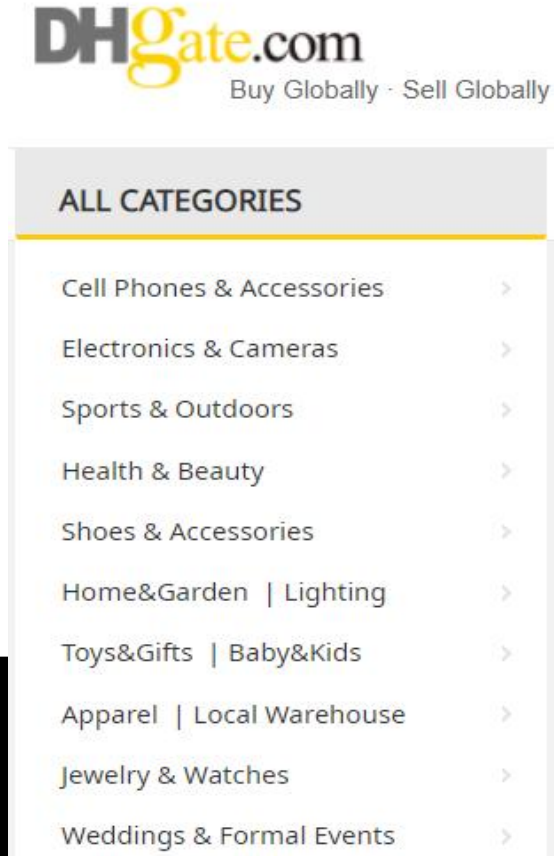 DHgate.com
Buy Globally · Sell Globally
ALL CATEGORIES
Cell Phones & Accessories
Electronics & Cameras
Sports & Outdoors
Health & Beauty
Shoes & Accessories
Home&Garden | Lighting
Toys&Gifts | Baby&Kids
Apparel | Local Warehouse
Jewelry & Watches
Weddings & Formal Events